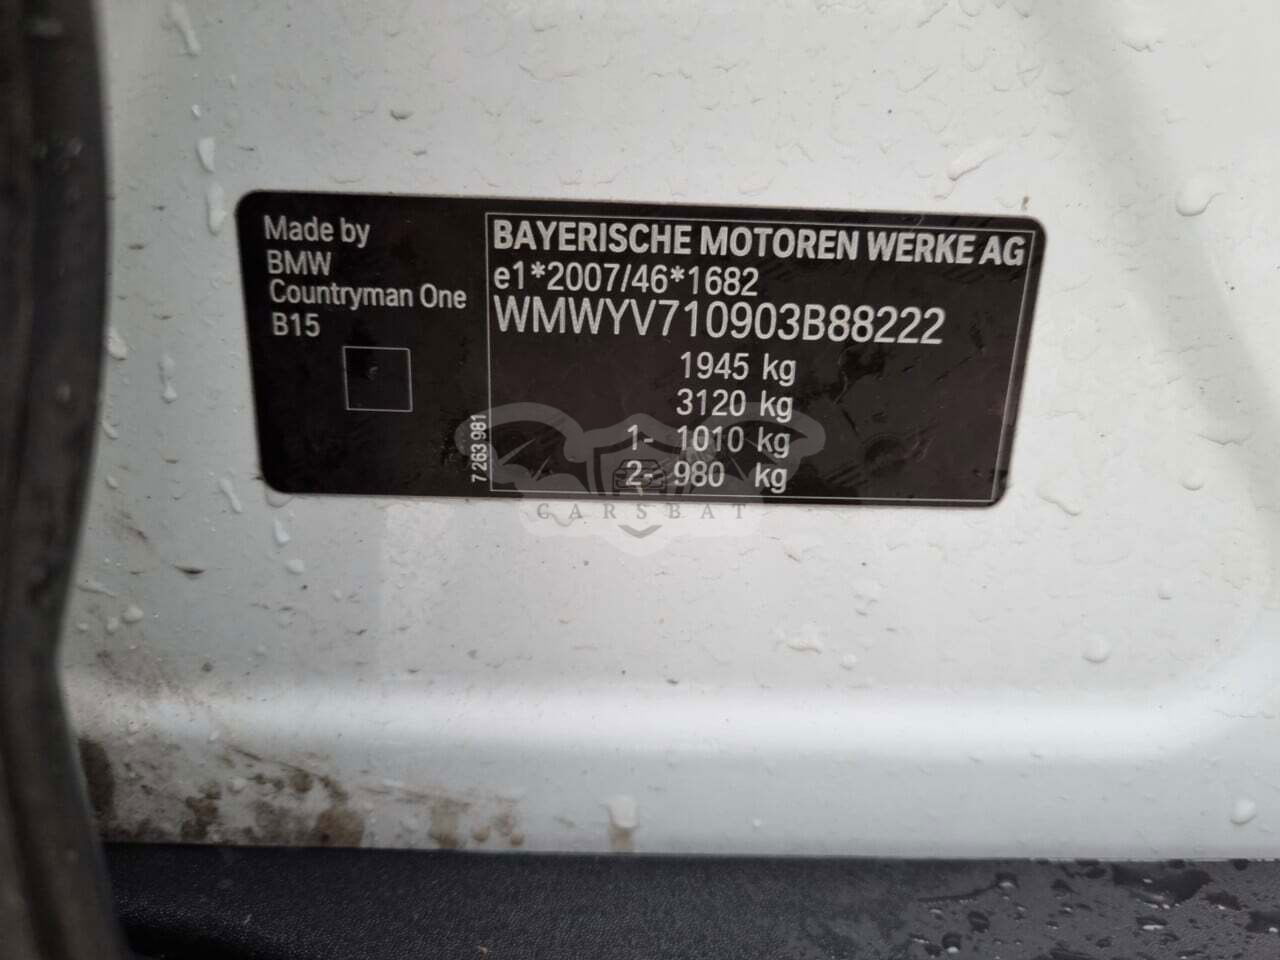 Made by
BMW
Countryman One
B15
7 263 981
BAYERISCHE MOTOREN WERKE AG
e1*2007/46*1682
WMWYV710903B88222
1945 kg
3120 kg
1- 1010 kg
2- 980 kg
CARSBAT